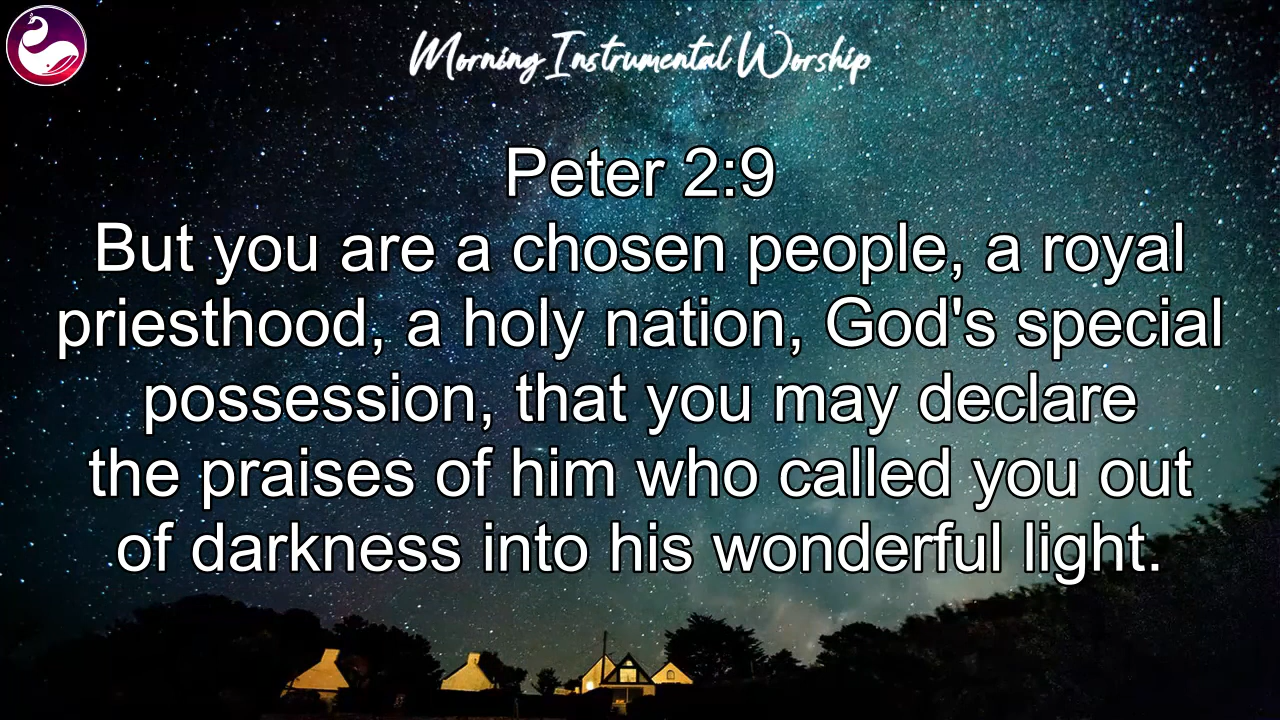 Morning Instrumental Worship
Peter 2:9
But you are a chosen people, a royal
priesthood, a holy nation, God's special
possession, that you may declare
the praises of him who called you out
of darkness into his wonderful light.